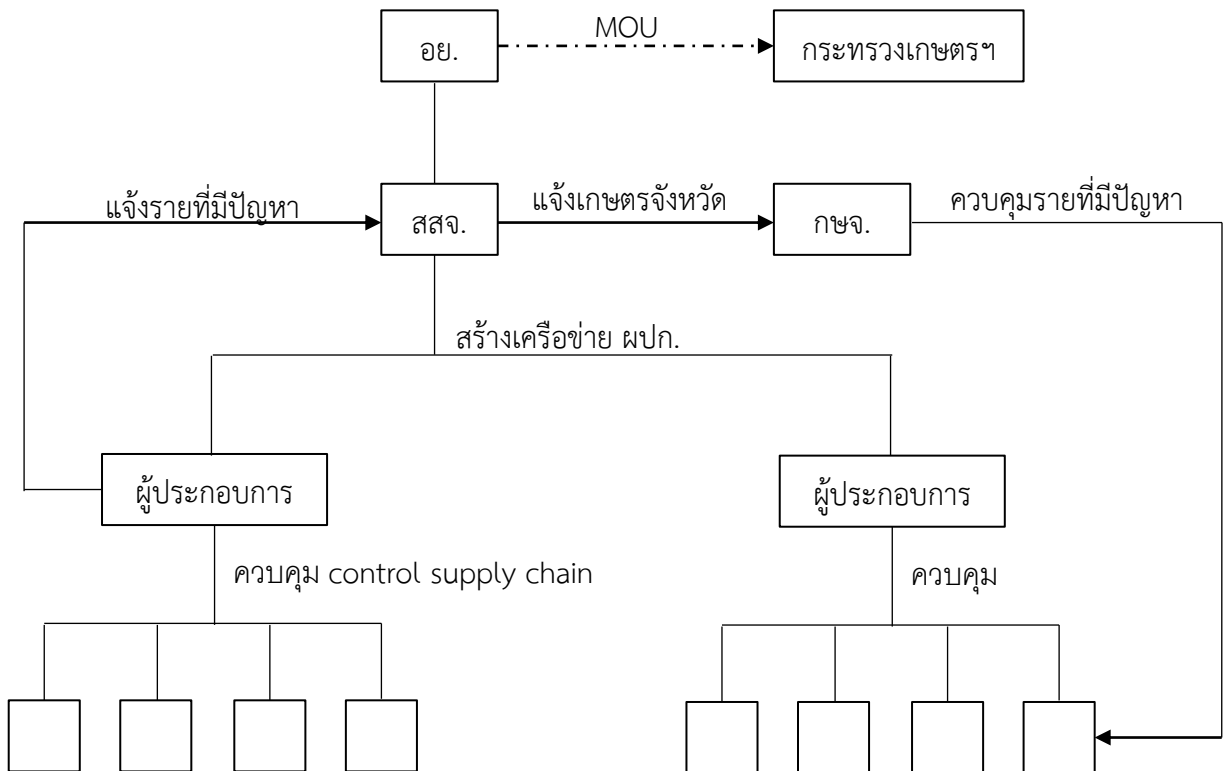 MOU
อย.
กระทรวงเกษตรฯ
แจ้งรายที่มีปัญหา
สสจ.
แจ้งเกษตรจังหวัด
กษจ.
ควบคุมรายที่มีปัญหา
สร้างเครือข่าย ผปก.
ผู้ประกอบการ
ผู้ประกอบการ
ควบคุม control supply chain
ควบคุม